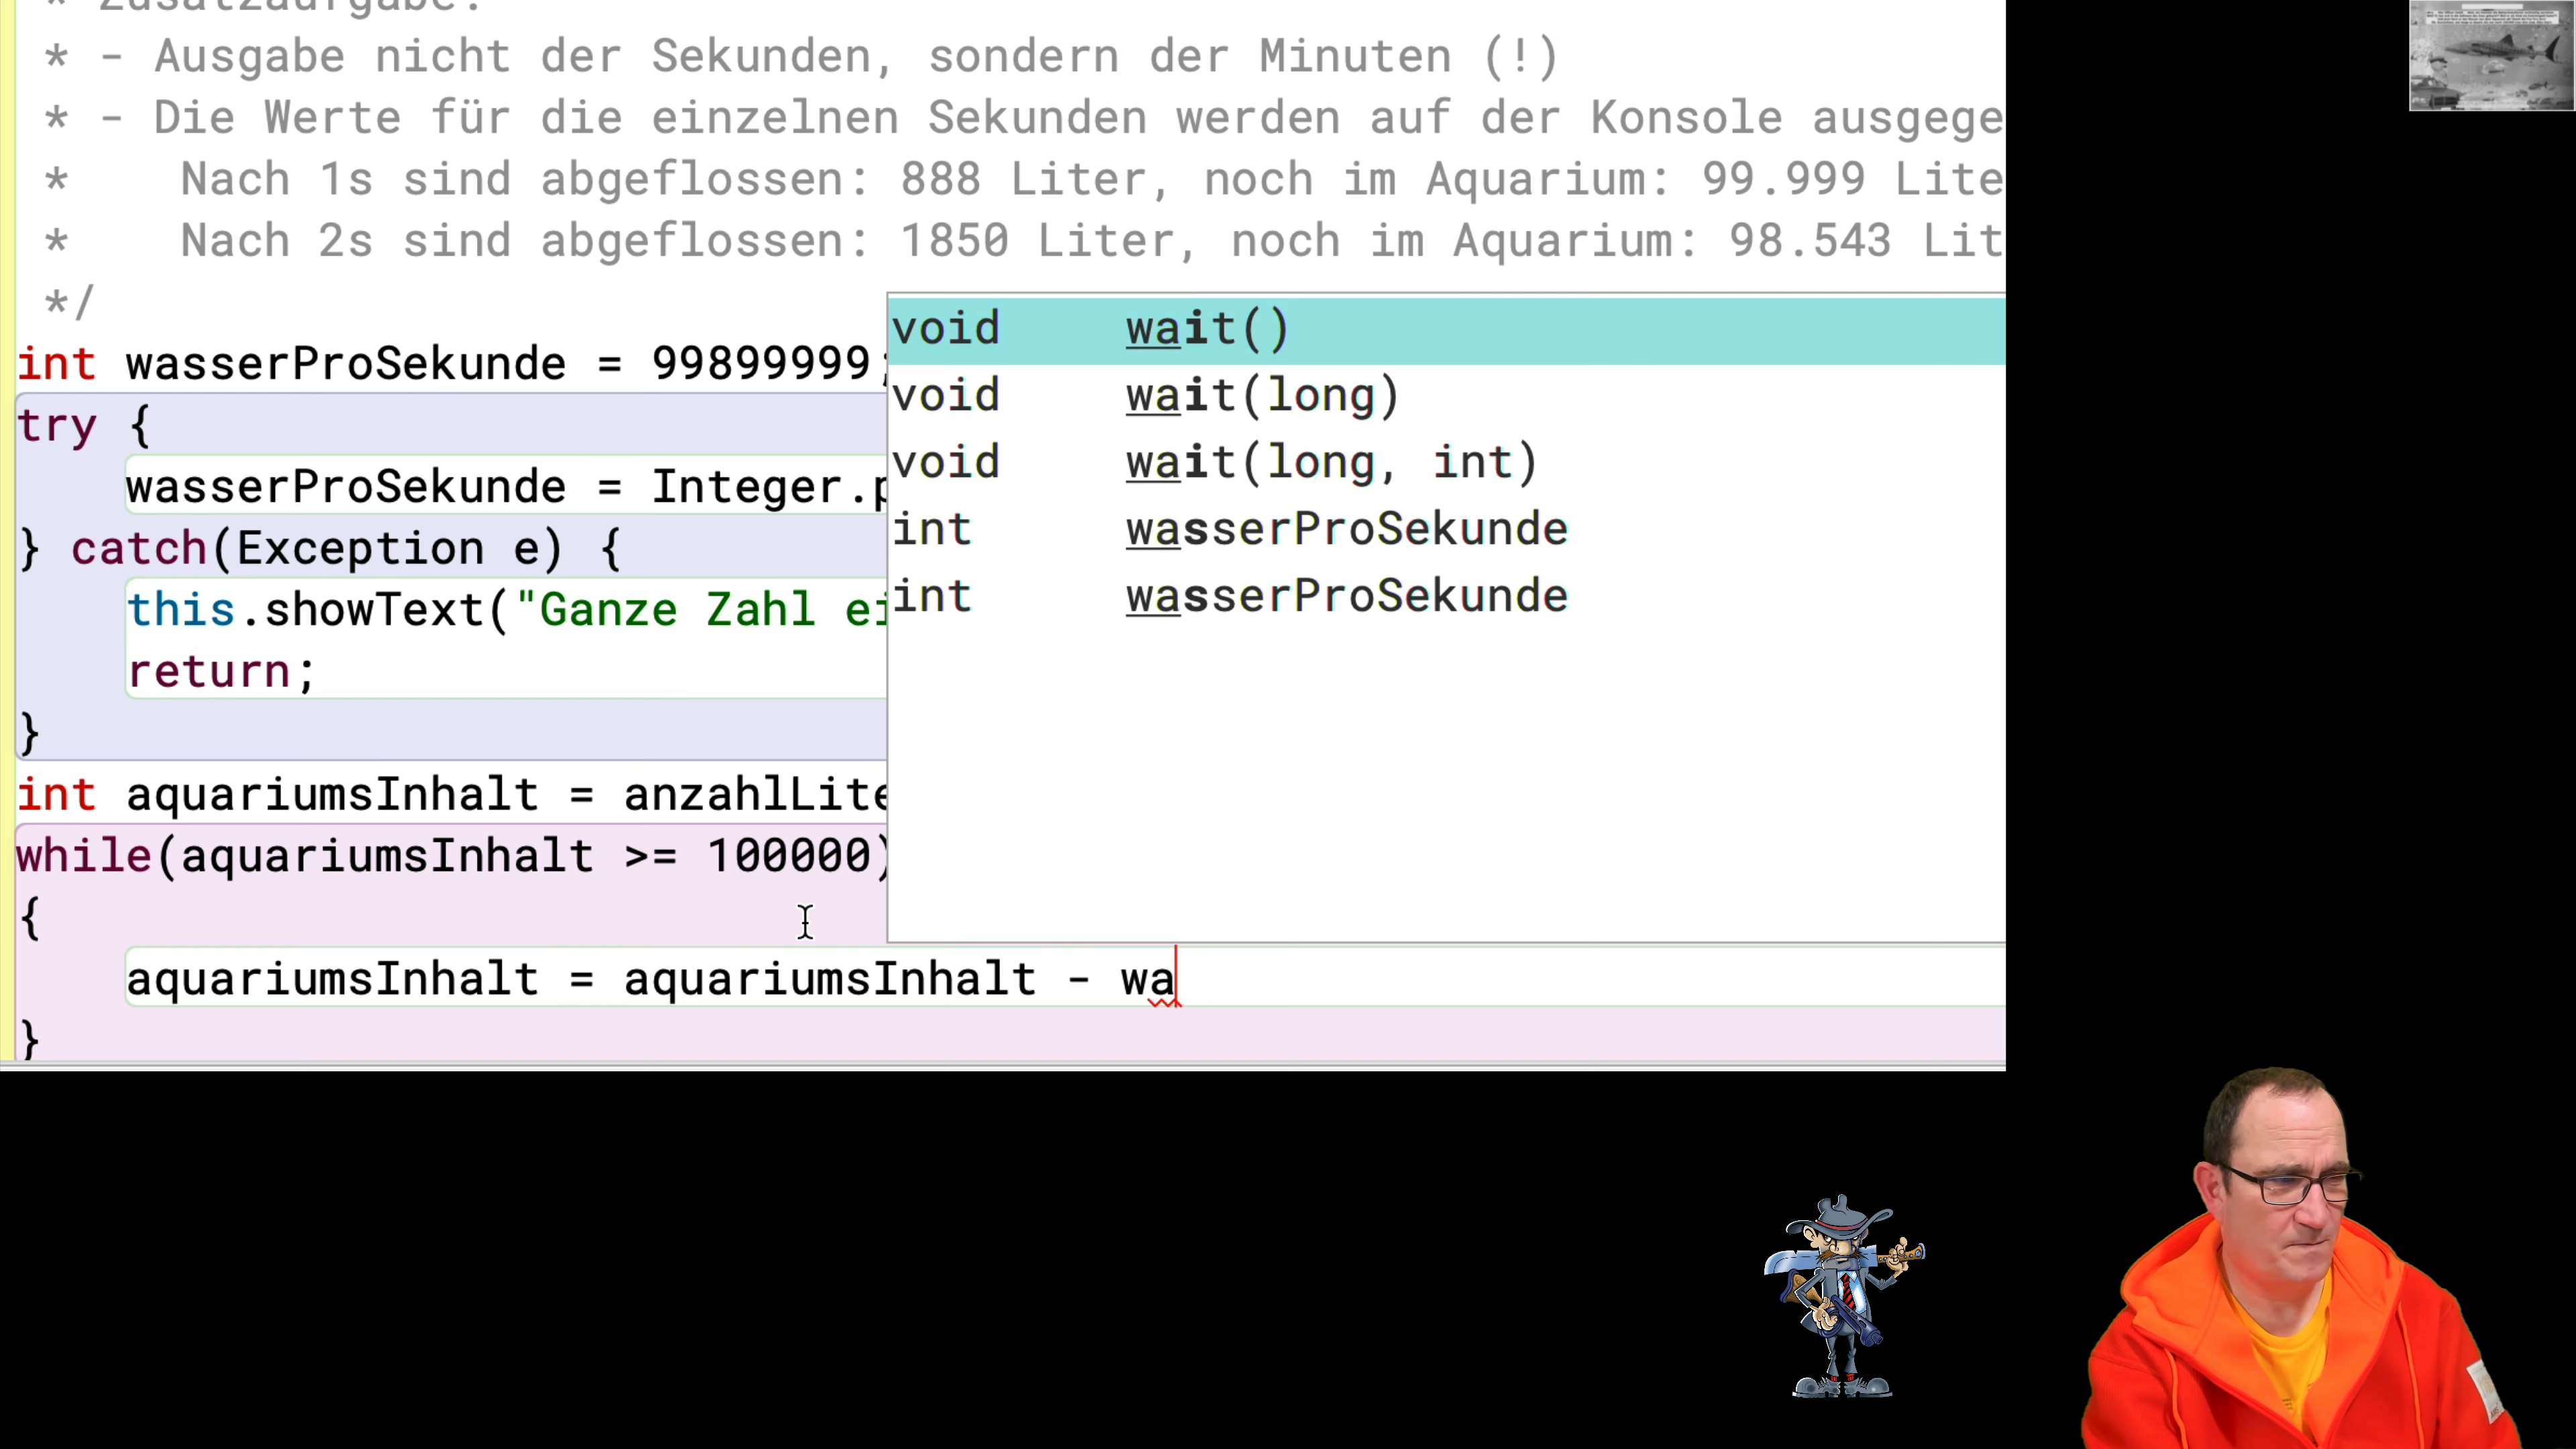 * - Ausgabe nicht der Sekunden, sondern der Minuten (!)
* - Die Werte für die einzelnen Sekunden werden auf der Konsole ausgege
*    Nach 1s sind abgeflossen: 888 Liter, noch im Aquarium: 99.999 Lite
*    Nach 2s sind abgeflossen: 1850 Liter, noch im Aquarium: 98.543 Lit
*/
int wasserProSekunde = 99899999;
try {
wasserProSekunde = Integer.p
} catch(Exception e) {
this.showText("Ganze Zahl ei
return;
}
int aquariumsInhalt = anzahlLite
while(aquariumsInhalt >= 100000)
{
aquariumsInhalt = aquariumsInhalt - wa
}
void wait()
void wait(long)
void wait(long, int)
int wasserProSekunde
int wasserProSekunde